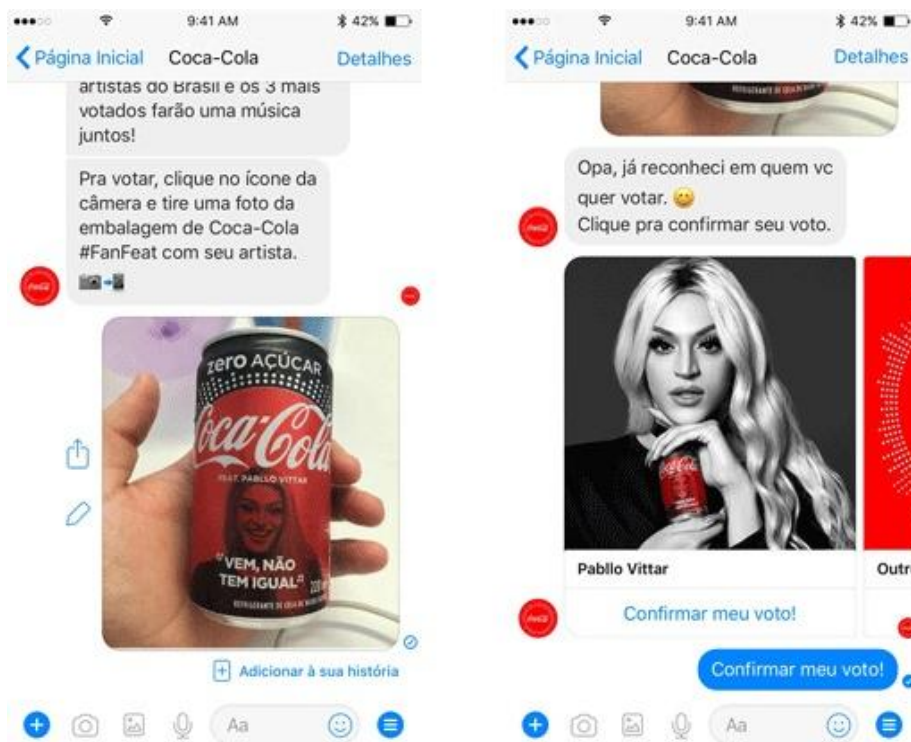 9:41 AM
42%
Página Inicial
Coca-Cola
Detalhes
artistas do Brasil e os 3 mais
votados farão uma música
juntos!
Pra votar, clique no ícone da
câmera e tire uma foto da
embalagem de Coca-Cola
#FanFeat com seu artista.
zero AÇÚCAR
Coca-Cola
FEAT. PABLLO VITTAR
"VEM, NÃO
TEM IGUAL"
Adicionar à sua história
Aa
9:41 AM
42%
Página Inicial
Coca-Cola
Detalhes
Opa, já reconheci em quem vc
quer votar. 😀
Clique pra confirmar seu voto.
Coca-Cola
Pabllo Vittar
Outr
Confirmar meu voto!
Confirmar meu voto!
Aa